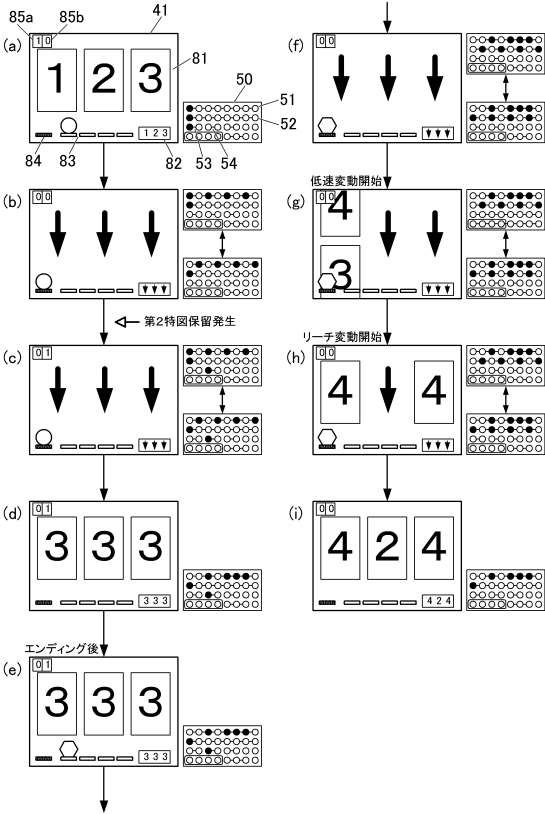 85a 85b 41
(a)
1 0
1 2 3
81
1 2 3
84 83 82
50
51
52
53 54
(b)
0 0
第2特図保留発生
(c)
0 1
(d)
0 1
3 3 3
3 3 3
エンディング後
(e)
0 1
3 3 3
3 3 3
(f)
0 0
低速変動開始
(g)
0 0
4
3
リーチ変動開始
(h)
0 0
4 4
(i)
0 0
4 2 4
4 2 4